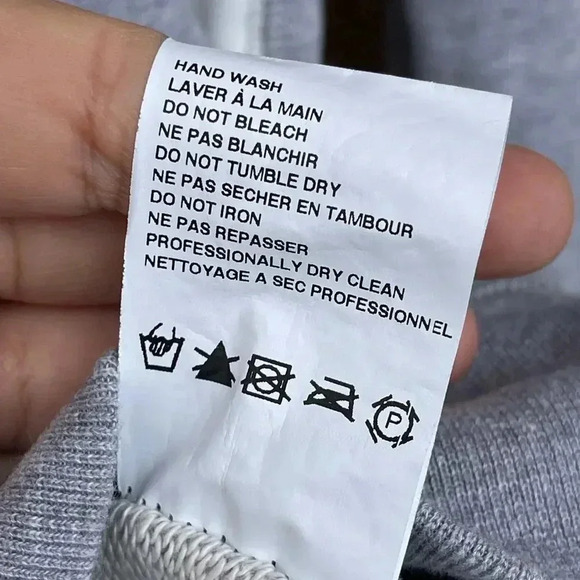 HAND WASH
LAVER À LA MAIN
DO NOT BLEACH
NE PAS BLANCHIR
DO NOT TUMBLE DRY
NE PAS SECHER EN TAMBOUR
DO NOT IRON
NE PAS REPASSER
PROFESSIONALLY DRY CLEAN
NETTOYAGE A SEC PROFESSIONNEL
P